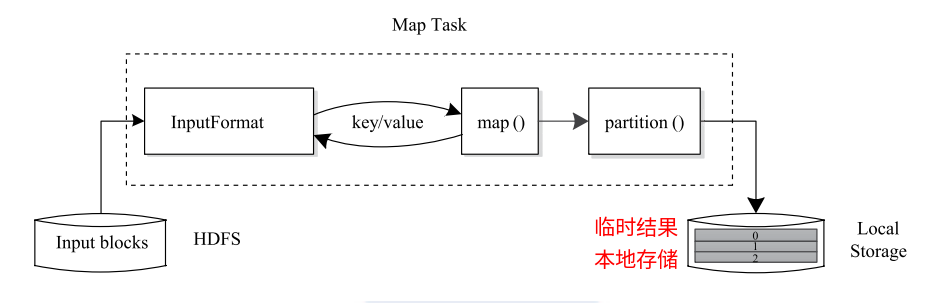 Map Task
InputFormat
key/value
map ()
partition ()
Input blocks
HDFS
临时结果
本地存储
0
1
2
Local
Storage